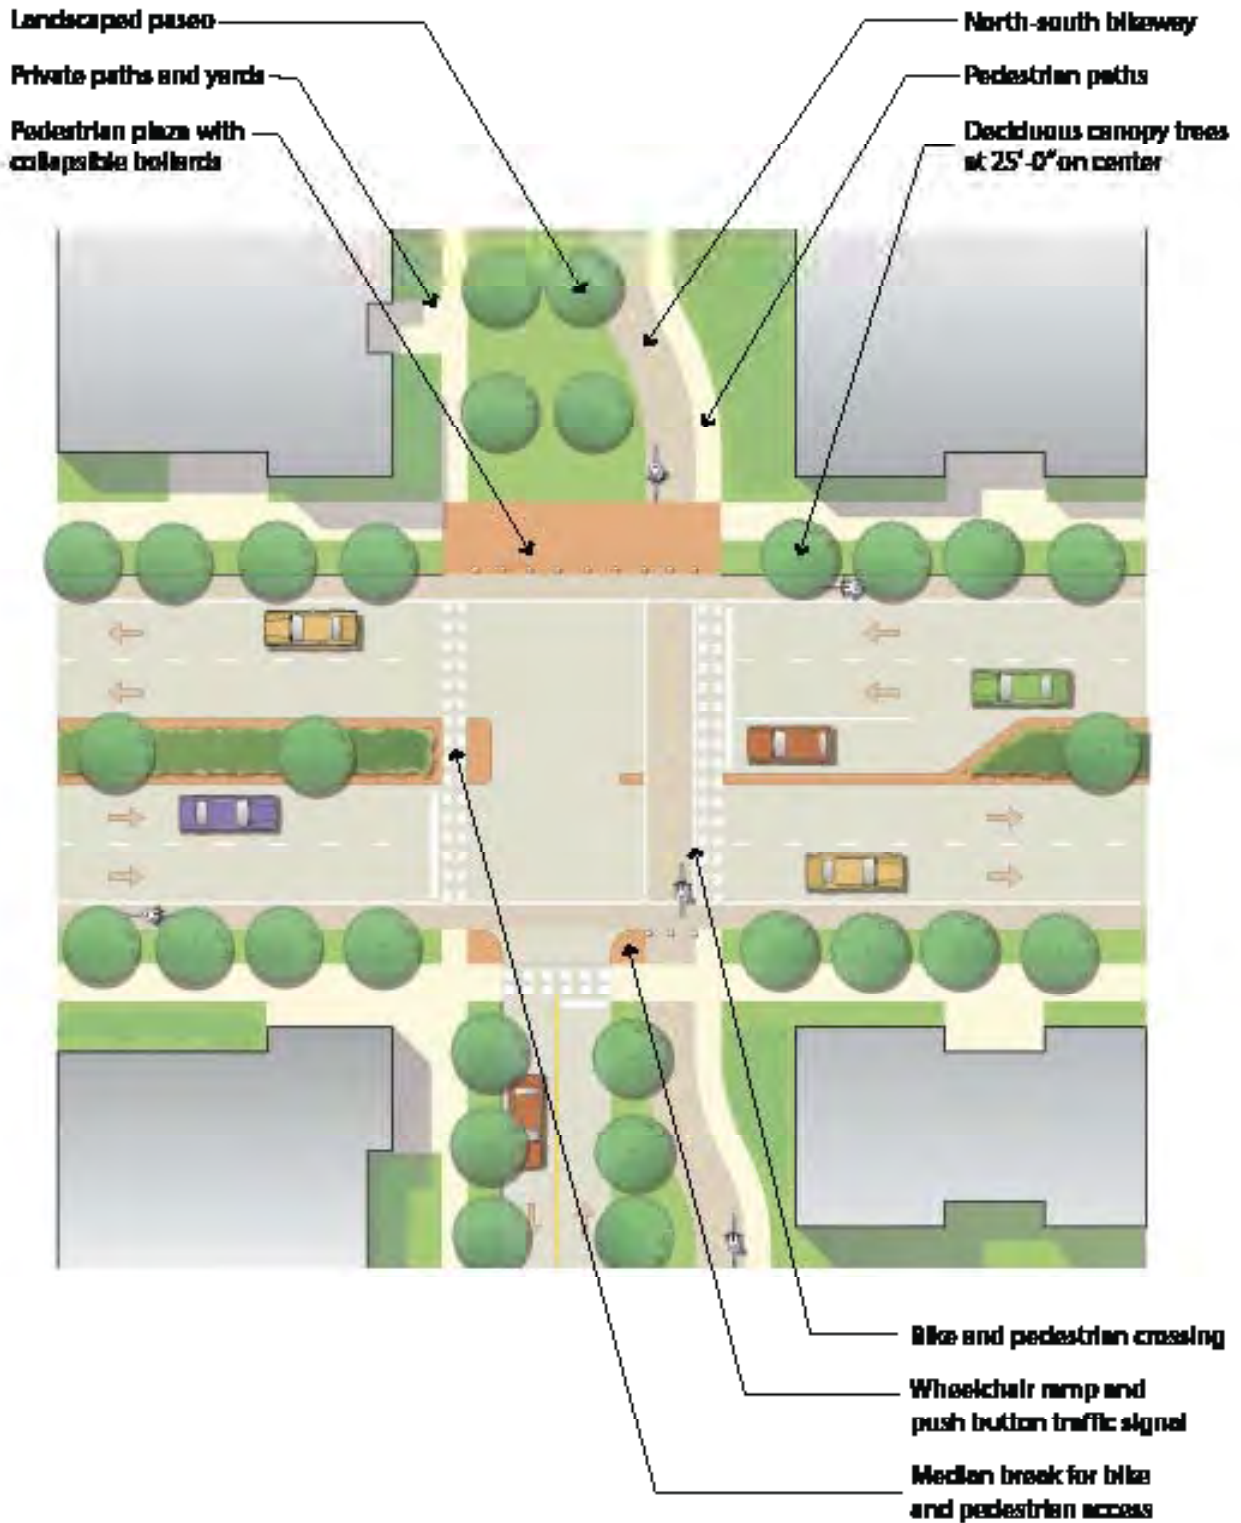 Landscaped paseo
Private paths and yards
Pedestrian plaza with
collapsible bollards
North-south bikeway
Pedestrian paths
Deciduous canopy trees
at 25'-0" on center
Bike and pedestrian crossing
Wheelchair ramp and
push button traffic signal
Median break for bike
and pedestrian access